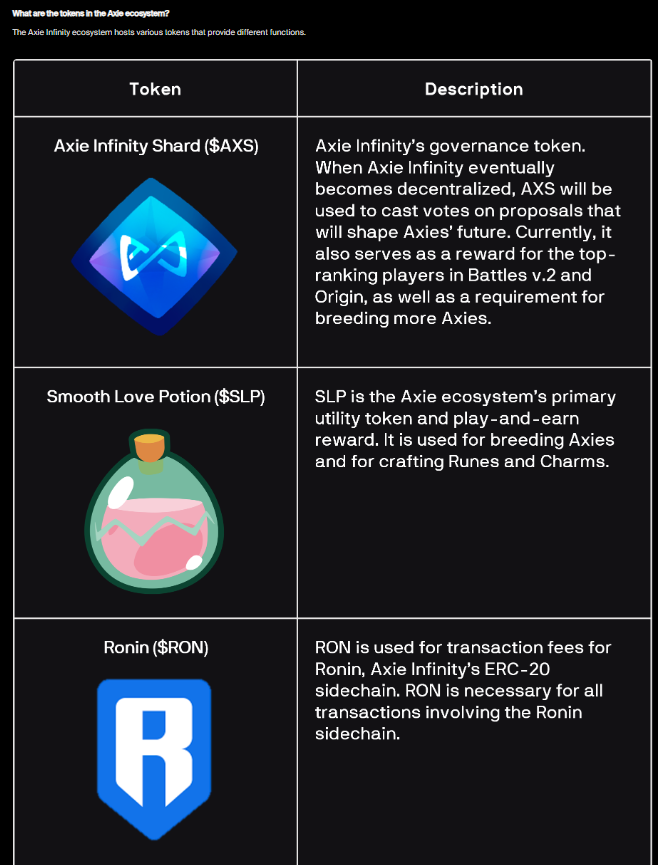 What are the tokens in the Axie ecosystem?
The Axie Infinity ecosystem hosts various tokens that provide different functions.
Token
Description
Axie Infinity Shard ($AXS)
Axie Infinity's governance token.
When Axie Infinity eventually
becomes decentralized, AXS will be
used to cast votes on proposals that
will shape Axies' future. Currently, it
also serves as a reward for the top-
ranking players in Battles v.2 and
Origin, as well as a requirement for
breeding more Axies.
Smooth Love Potion ($SLP)
SLP is the Axie ecosystem's primary
utility token and play-and-earn
reward. It is used for breeding Axies
and for crafting Runes and Charms.
Ronin ($RON)
RON is used for transaction fees for
Ronin, Axie Infinity's ERC-20
sidechain. RON is necessary for all
transactions involving the Ronin
sidechain.